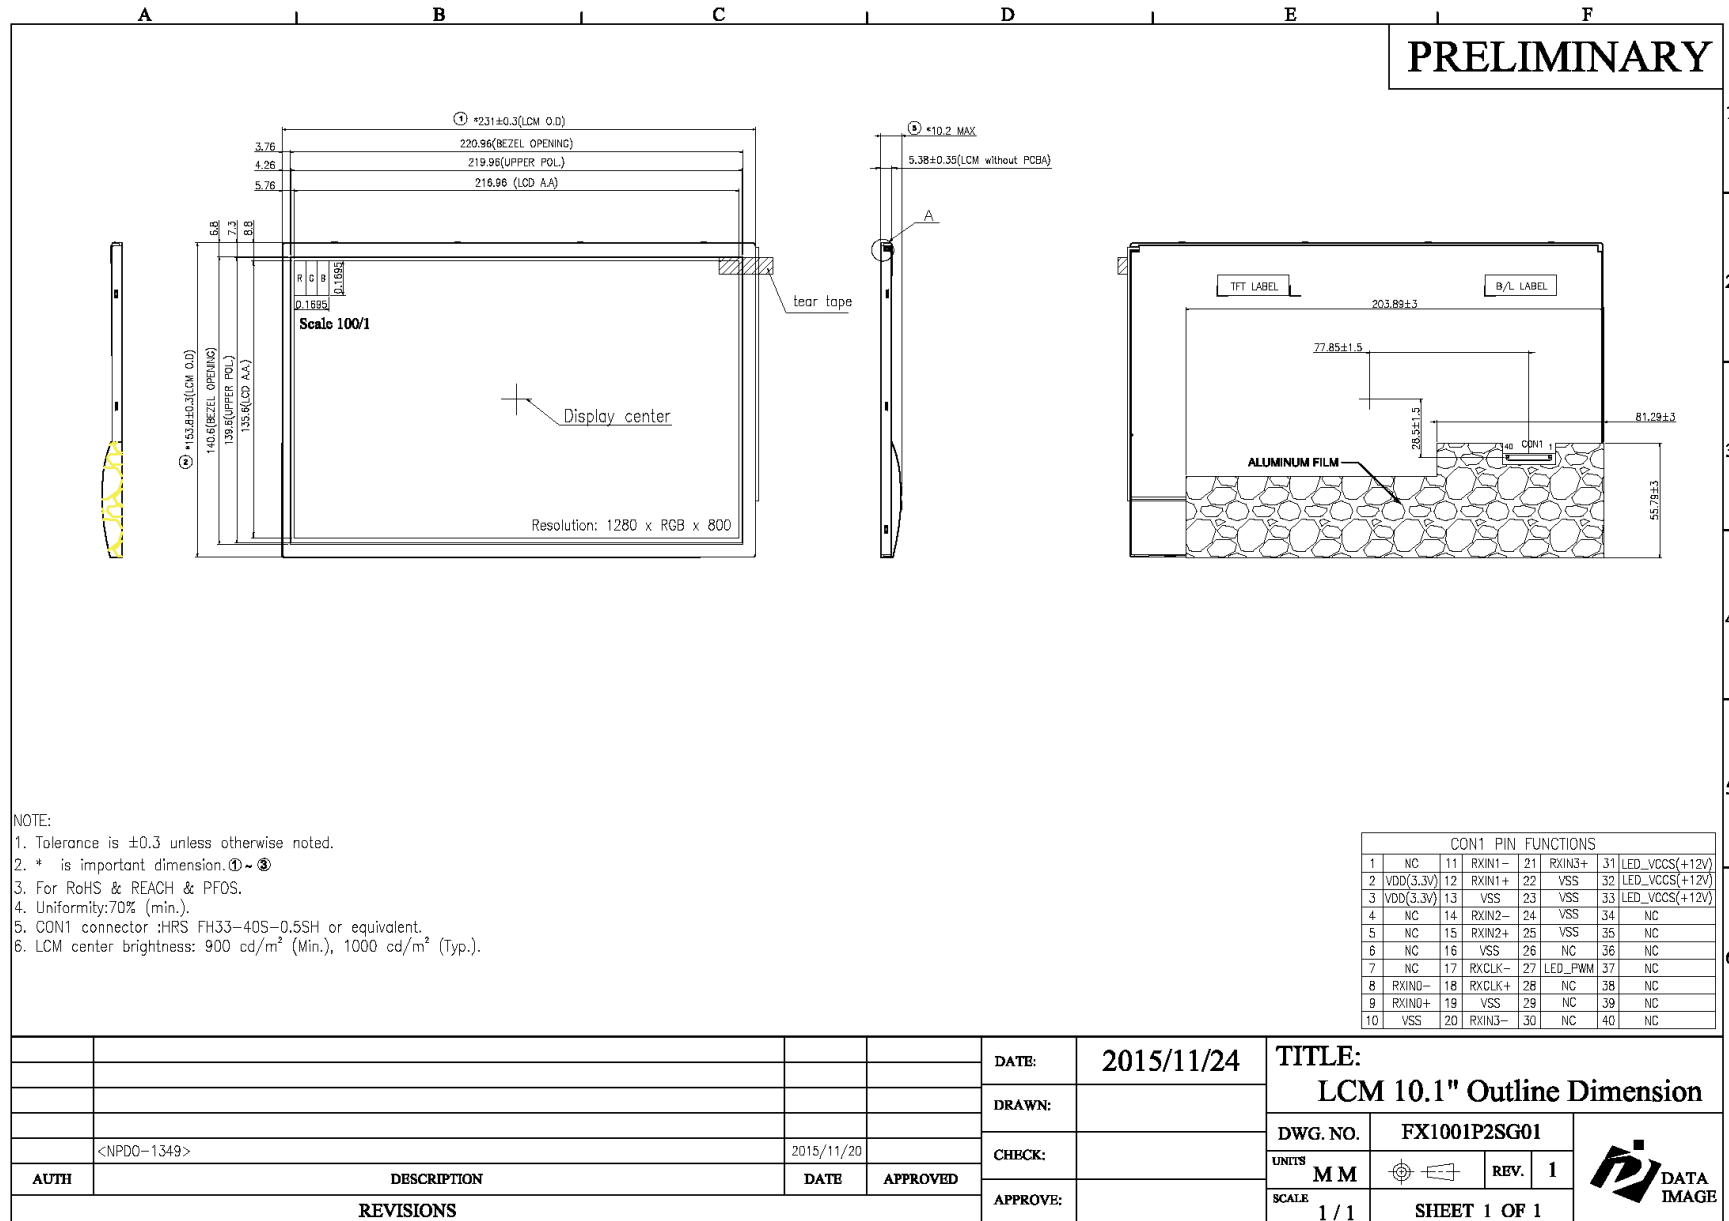 A B C D E F
PRELIMINARY
① *231±0.3(LCM O.D)
3.76
220.96(BEZEL OPENING)
4.26
219.96(UPPER POL.)
5.76
216.96 (LCD A.A)
6.8
7.3
8.8
② *153.8±0.3(LCM O.D)
140.6(BEZEL OPENING)
139.6(UPPER POL.)
135.6(LCD A.A)
R G B
0.1695
0.1695
Scale 100/1
tear tape
Display center
Resolution: 1280 x RGB x 800
③ *10.2 MAX
5.38±0.35(LCM without PCBA)
A
TFT LABEL
B/L LABEL
203.89±3
77.85±1.5
28.5±1.5
81.29±3
40 CON1 1
ALUMINUM FILM
55.79±3
NOTE:
1. Tolerance is ±0.3 unless otherwise noted.
2. * is important dimension.①~③
3. For RoHS & REACH & PFOS.
4. Uniformity:70% (min.).
5. CON1 connector :HRS FH33-40S-0.5SH or equivalent.
6. LCM center brightness: 900 cd/m² (Min.), 1000 cd/m² (Typ.).
CON1 PIN FUNCTIONS
1 NC 11 RXIN1- 21 RXIN3+ 31 LED_VCCS(+12V)
2 VDD(3.3V) 12 RXIN1+ 22 VSS 32 LED_VCCS(+12V)
3 VDD(3.3V) 13 VSS 23 VSS 33 LED_VCCS(+12V)
4 NC 14 RXIN2- 24 VSS 34 NC
5 NC 15 RXIN2+ 25 VSS 35 NC
6 NC 16 VSS 26 NC 36 NC
7 NC 17 RXCLK- 27 LED_PWM 37 NC
8 RXIN0- 18 RXCLK+ 28 NC 38 NC
9 RXIN0+ 19 VSS 29 NC 39 NC
10 VSS 20 RXIN3- 30 NC 40 NC
<NPD0-1349> 2015/11/20
AUTH DESCRIPTION DATE APPROVED
REVISIONS
DATE: 2015/11/24
DRAWN:
CHECK:
APPROVE:
TITLE:
LCM 10.1" Outline Dimension
DWG. NO. FX1001P2SG01
UNITS MM REV. 1
SCALE 1 / 1 SHEET 1 OF 1
DATA
IMAGE